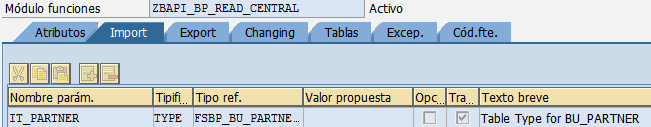 Módulo funciones ZBAPI_BP_READ_CENTRAL Activo
Atributos Import Export Changing Tablas Excep. Cód.fte.
Nombre parám. Tipifi... Tipo ref. Valor propuesta Opc... Tra... Texto breve
IT_PARTNER TYPE FSBP_BU_PARTNE... Table Type for BU_PARTNER